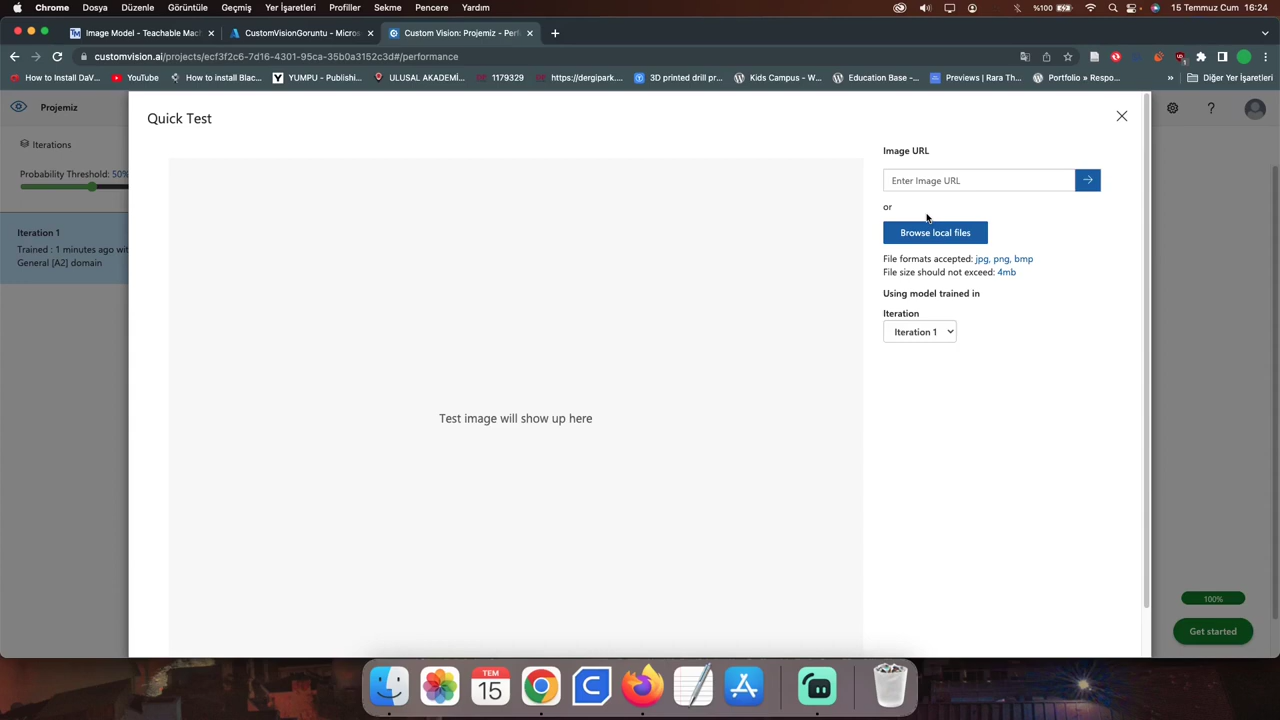 Chrome Dosya Düzenle Görüntüle Geçmiş Yer İşaretleri Profiller Sekme Pencere Yardım %100 15 Temmuz Cum 16:24
Image Model - Teachable Mac CustomVisionGoruntu - Micros Custom Vision: Projemiz - Perf
customvision.ai/projects/ecf3f2c6-7d16-4301-95ca-35b0a3152c3d#/performance
How to Install DaV... YouTube How to install Blac... YUMPU - Publishi... ULUSAL AKADEMİ... 1179329 https://dergipark.... 3D printed drill pr... Kids Campus - W... Education Base -... Previews | Rara Th... Portfolio » Respo... » Diğer Yer İşaretleri
Projemiz
Quick Test
Iterations
Image URL
Probability Threshold: 50%
Enter Image URL
or
Iteration 1
Browse local files
Trained : 1 minutes ago wit
General [A2] domain
File formats accepted: jpg, png, bmp
File size should not exceed: 4mb
Using model trained in
Iteration
Iteration 1
Test image will show up here
100%
Get started
TEM
15